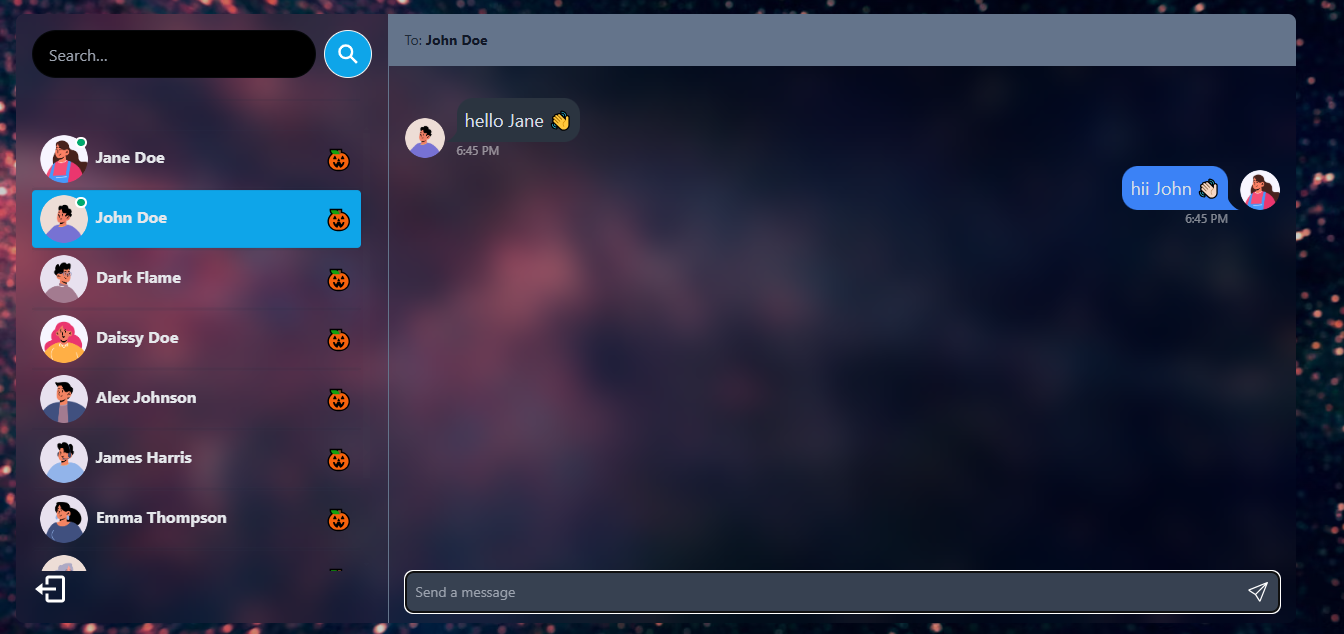 Search...
Jane Doe
John Doe
Dark Flame
Daissy Doe
Alex Johnson
James Harris
Emma Thompson
To: John Doe
hello Jane 👋
6:45 PM
hii John 👋🏻
6:45 PM
Send a message